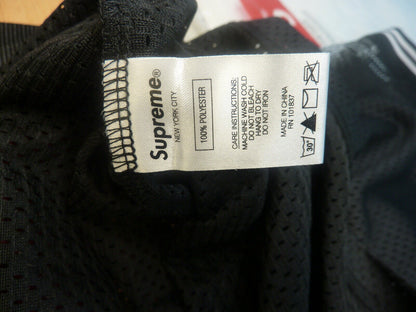 Supreme®
NEW YORK CITY
100% POLYESTER
CARE INSTRUCTIONS:
MACHINE WASH COLD
DO NOT BLEACH
HANG TO DRY
DO NOT IRON
MADE IN CHINA
RN 101837
30°